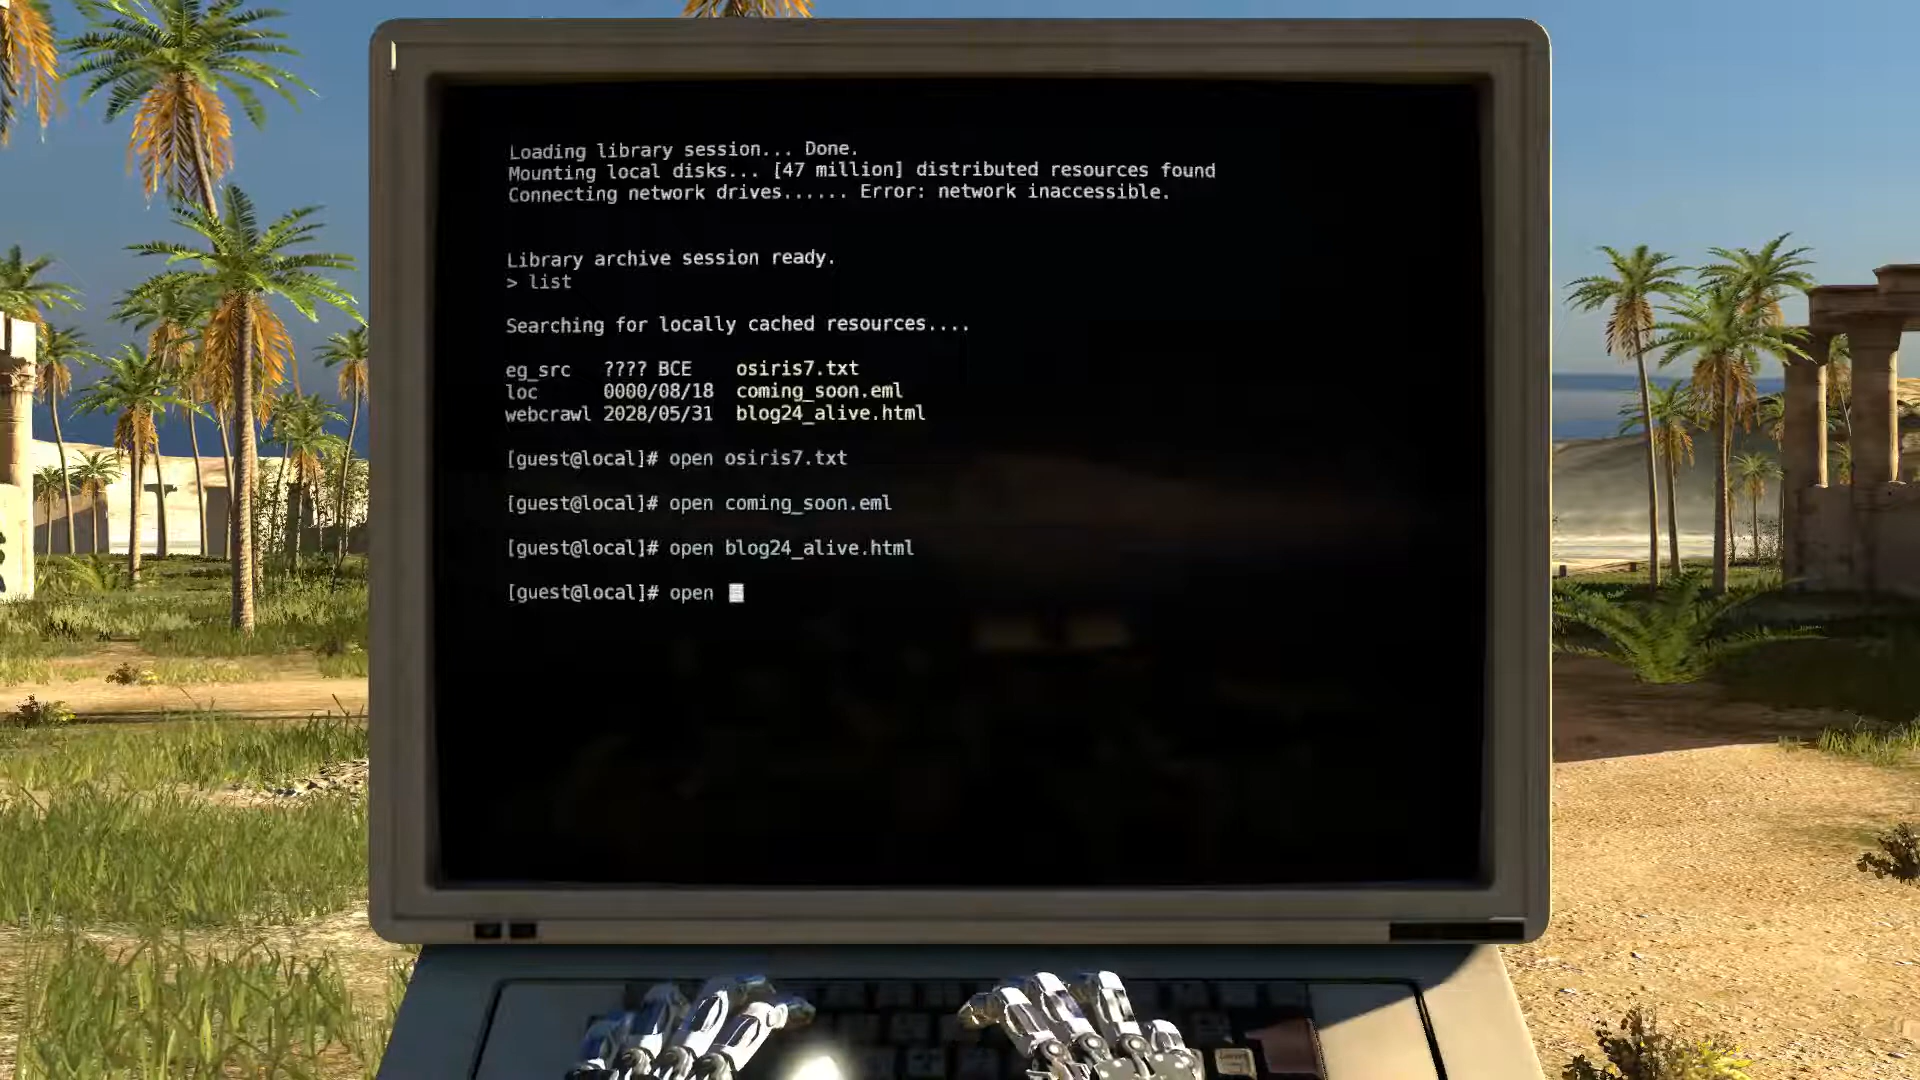 Loading library session... Done.
Mounting local disks... [47 million] distributed resources found
Connecting network drives...... Error: network inaccessible.
Library archive session ready.
> list
Searching for locally cached resources....
eg_src ???? BCE osiris7.txt
loc 0000/08/18 coming_soon.eml
webcrawl 2028/05/31 blog24_alive.html
[guest@local]# open osiris7.txt
[guest@local]# open coming_soon.eml
[guest@local]# open blog24_alive.html
[guest@local]# open